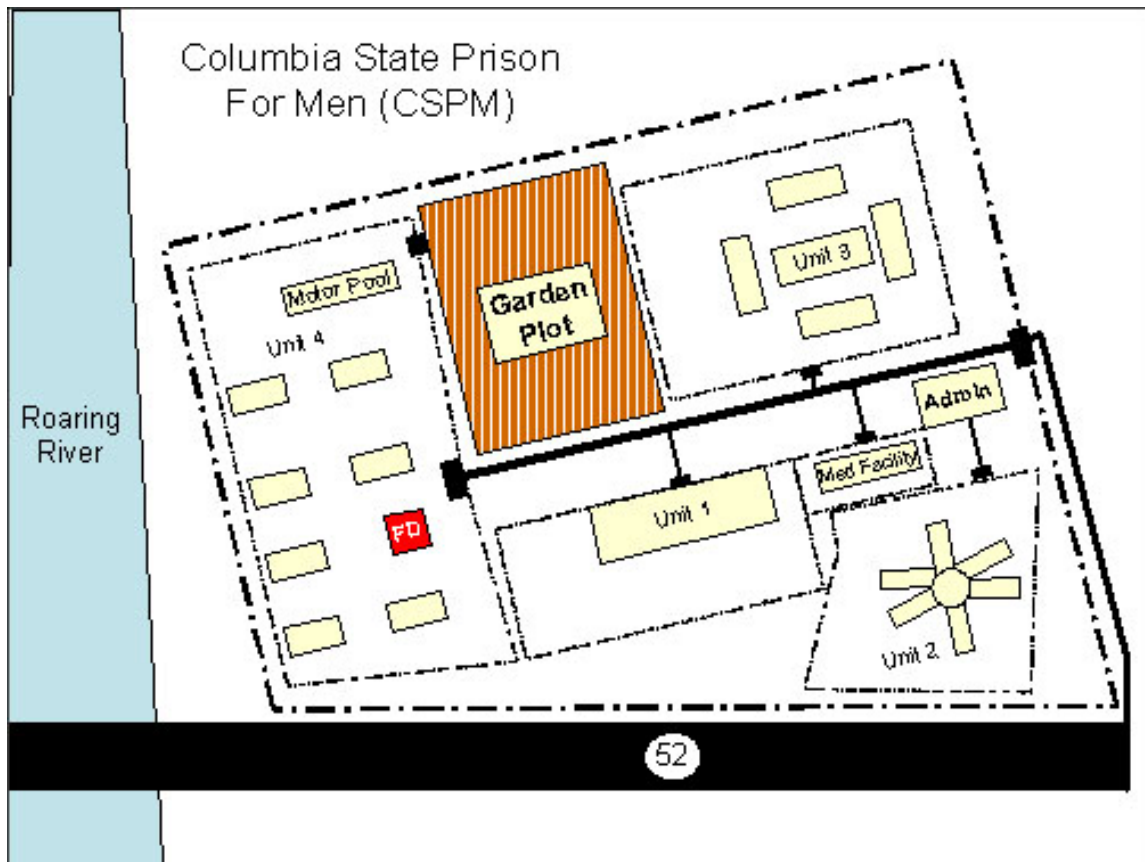 Columbia State Prison
For Men (CSPM)
Unit 3
Motor Pool
Garden
Plot
Unit 4
Admin
Roaring
River
Med Facility
Unit 1
FD
Unit 2
52